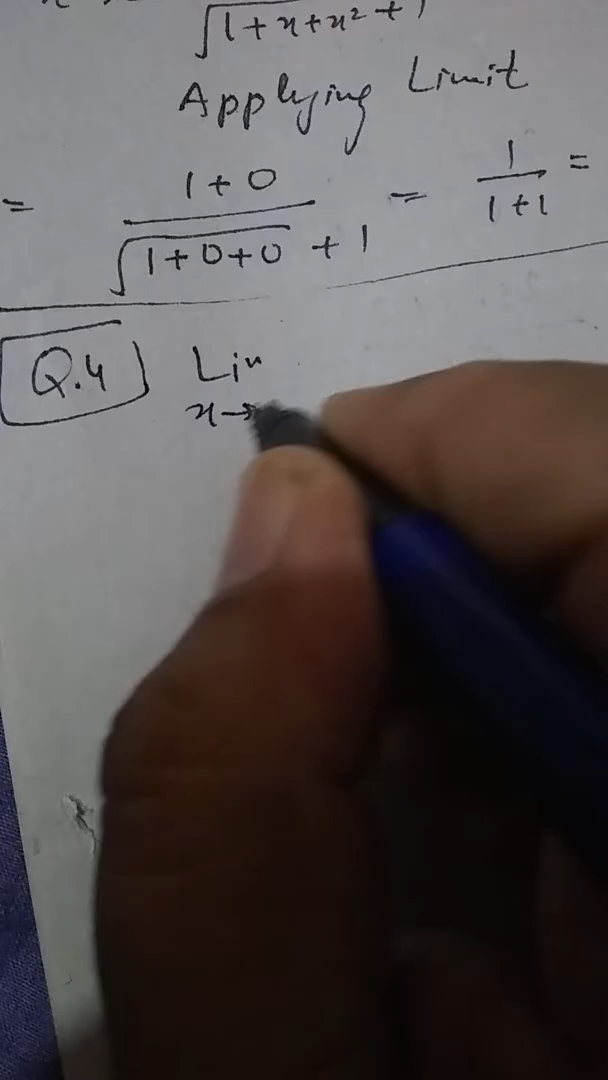 √1+x+x² + 1
Applying Limit
= 1+0 / √1+0+0 + 1 = 1 / 1+1 =
Q.4 Lim
x→